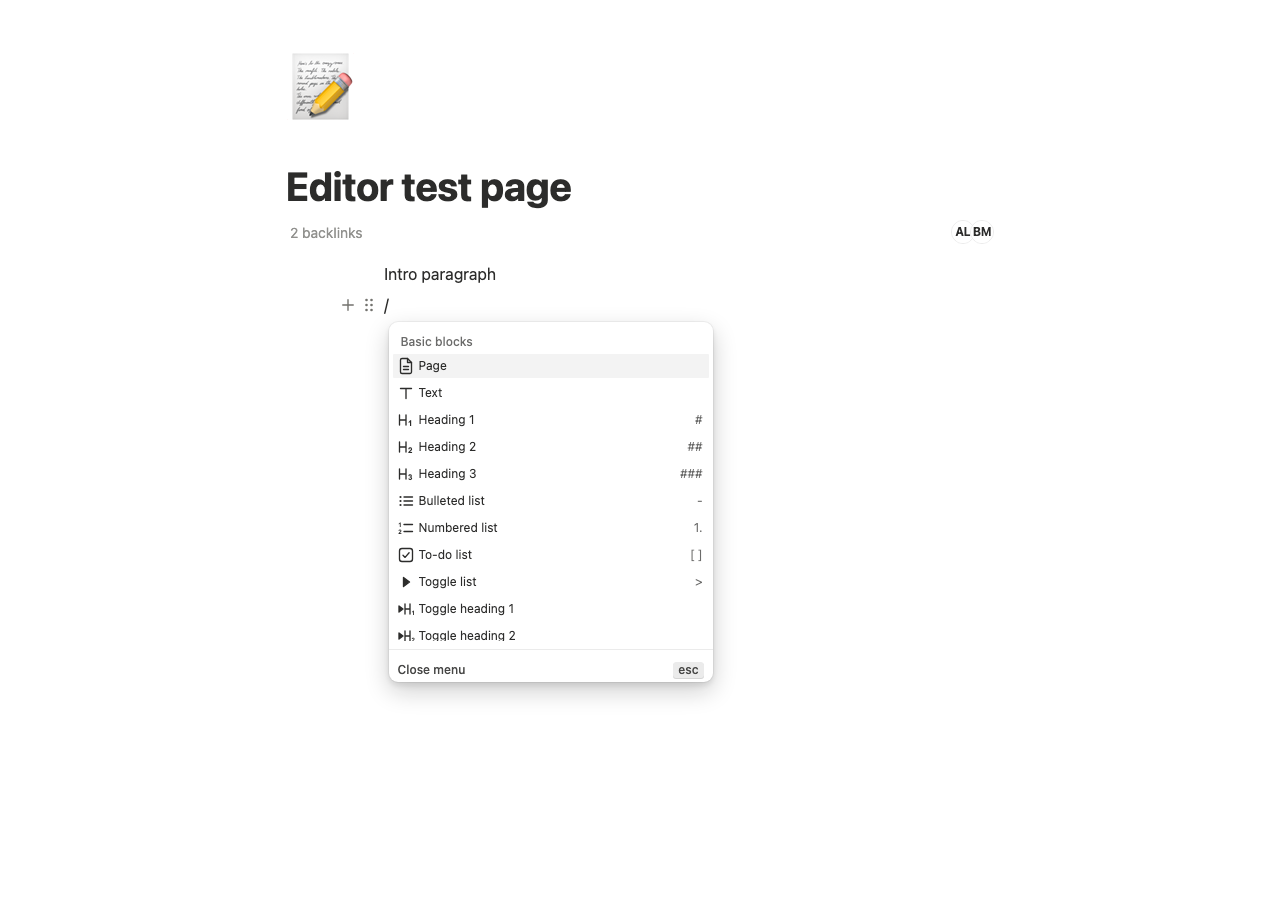 Editor test page
2 backlinks
AL BM
Intro paragraph
/
Basic blocks
Page
Text
Heading 1 #
Heading 2 ##
Heading 3 ###
Bulleted list -
Numbered list 1.
To-do list [ ]
Toggle list >
Toggle heading 1
Toggle heading 2
Close menu esc